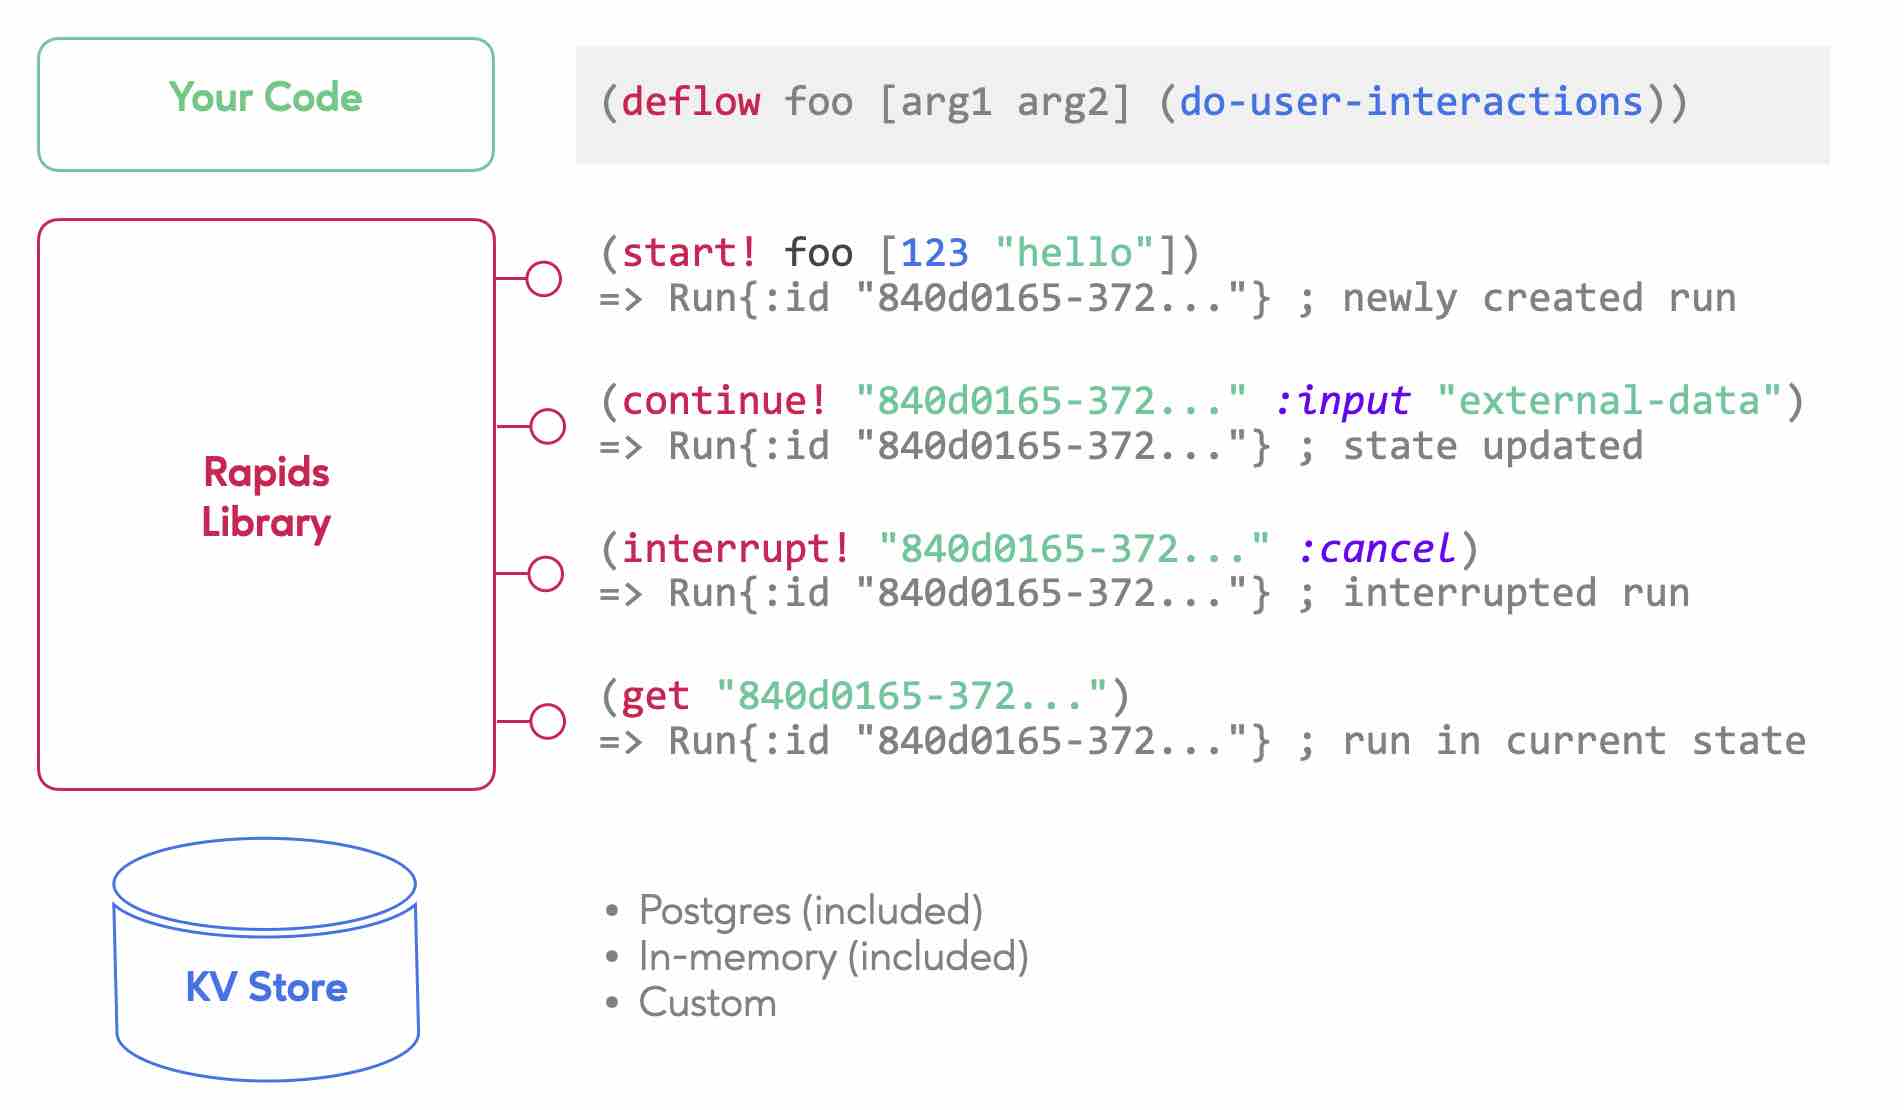 Your Code
(deflow foo [arg1 arg2] (do-user-interactions))
(start! foo [123 "hello"])
=> Run{:id "840d0165-372..."} ; newly created run
(continue! "840d0165-372..." :input "external-data")
=> Run{:id "840d0165-372..."} ; state updated
Rapids
Library
(interrupt! "840d0165-372..." :cancel)
=> Run{:id "840d0165-372..."} ; interrupted run
(get "840d0165-372...")
=> Run{:id "840d0165-372..."} ; run in current state
KV Store
• Postgres (included)
• In-memory (included)
• Custom